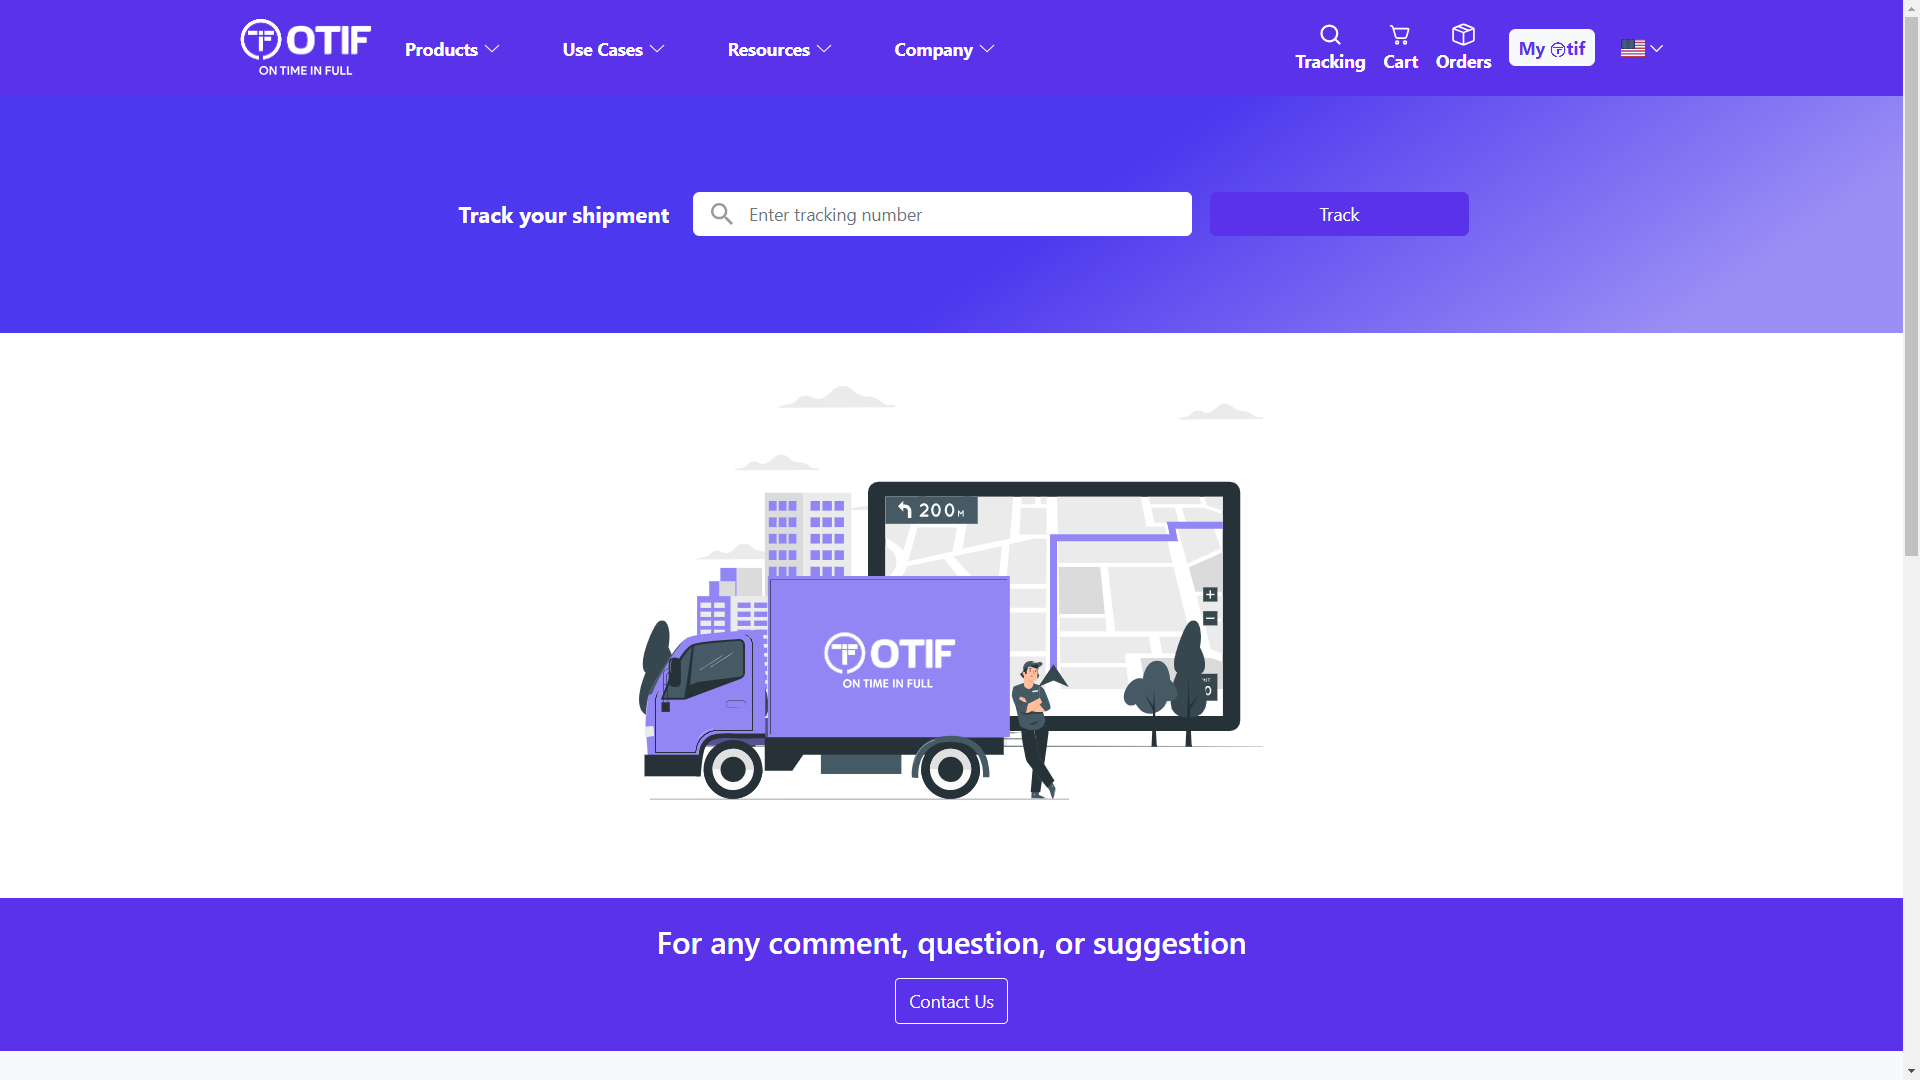 OTIF
ON TIME IN FULL
Products
Use Cases
Resources
Company
Tracking
Cart
Orders
My Otif
Track your shipment
Enter tracking number
Track
200 M
OTIF
ON TIME IN FULL
For any comment, question, or suggestion
Contact Us